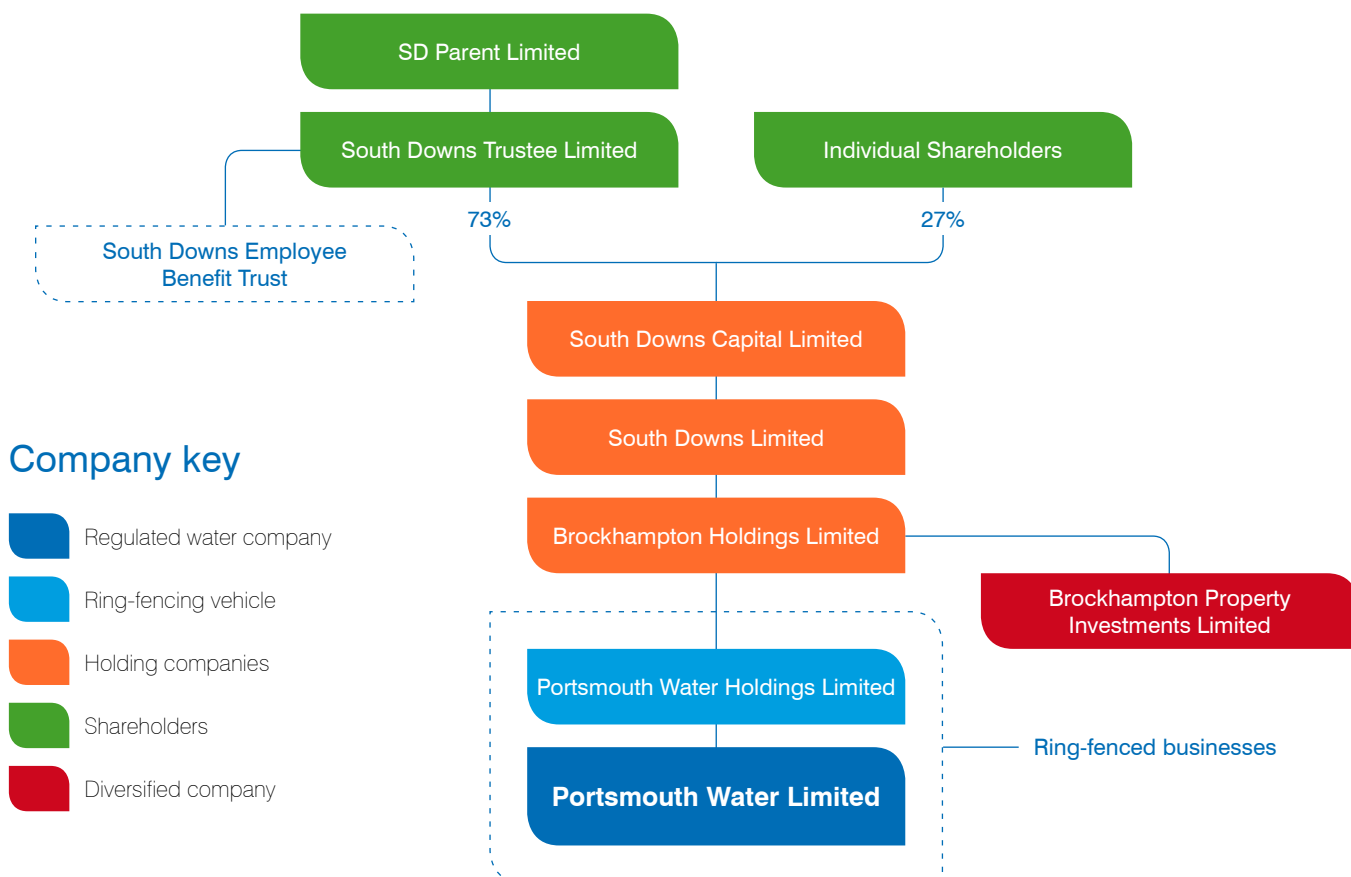 SD Parent Limited
South Downs Trustee Limited
Individual Shareholders
73%
27%
South Downs Employee
Benefit Trust
South Downs Capital Limited
South Downs Limited
Brockhampton Holdings Limited
Brockhampton Property
Investments Limited
Portsmouth Water Holdings Limited
Ring-fenced businesses
Portsmouth Water Limited
Company key
Regulated water company
Ring-fencing vehicle
Holding companies
Shareholders
Diversified company